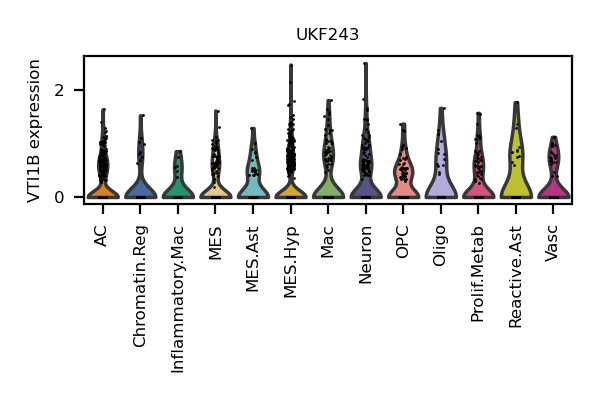 UKF243
VTI1B expression
2
0
AC
Chromatin.Reg
Inflammatory.Mac
MES
MES.Ast
MES.Hyp
Mac
Neuron
OPC
Oligo
Prolif.Metab
Reactive.Ast
Vasc